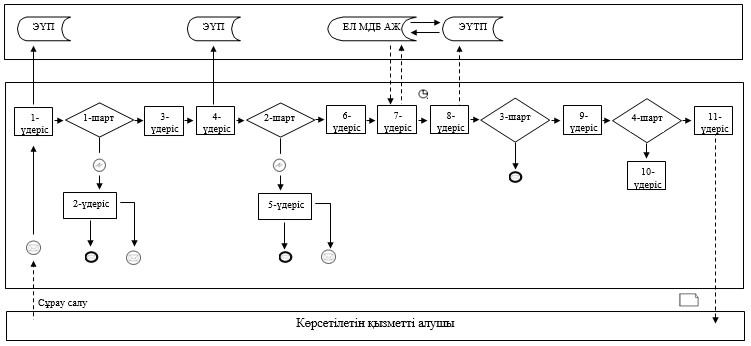 ЭҮП
ЭҮП
ЕЛ МДБ АЖ
ЭҮТП
1-
үдеріс
1-шарт
3-
үдеріс
4-
үдеріс
2-шарт
6-
үдеріс
7-
үдеріс
8-
үдеріс
3-шарт
9-
үдеріс
4-шарт
11-
үдеріс
10-
үдеріс
2-үдеріс
5-үдеріс
Сұрау салу
Көрсетілетін қызметті алушы